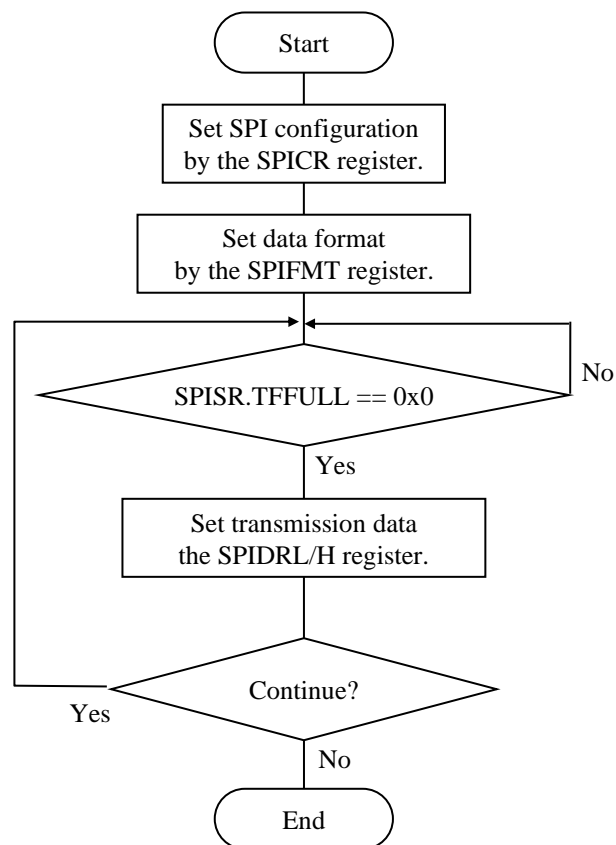 Start
Set SPI configuration
by the SPICR register.
Set data format
by the SPIFMT register.
SPISR.TFFULL == 0x0
No
Yes
Set transmission data
the SPIDRL/H register.
Continue?
Yes
No
End